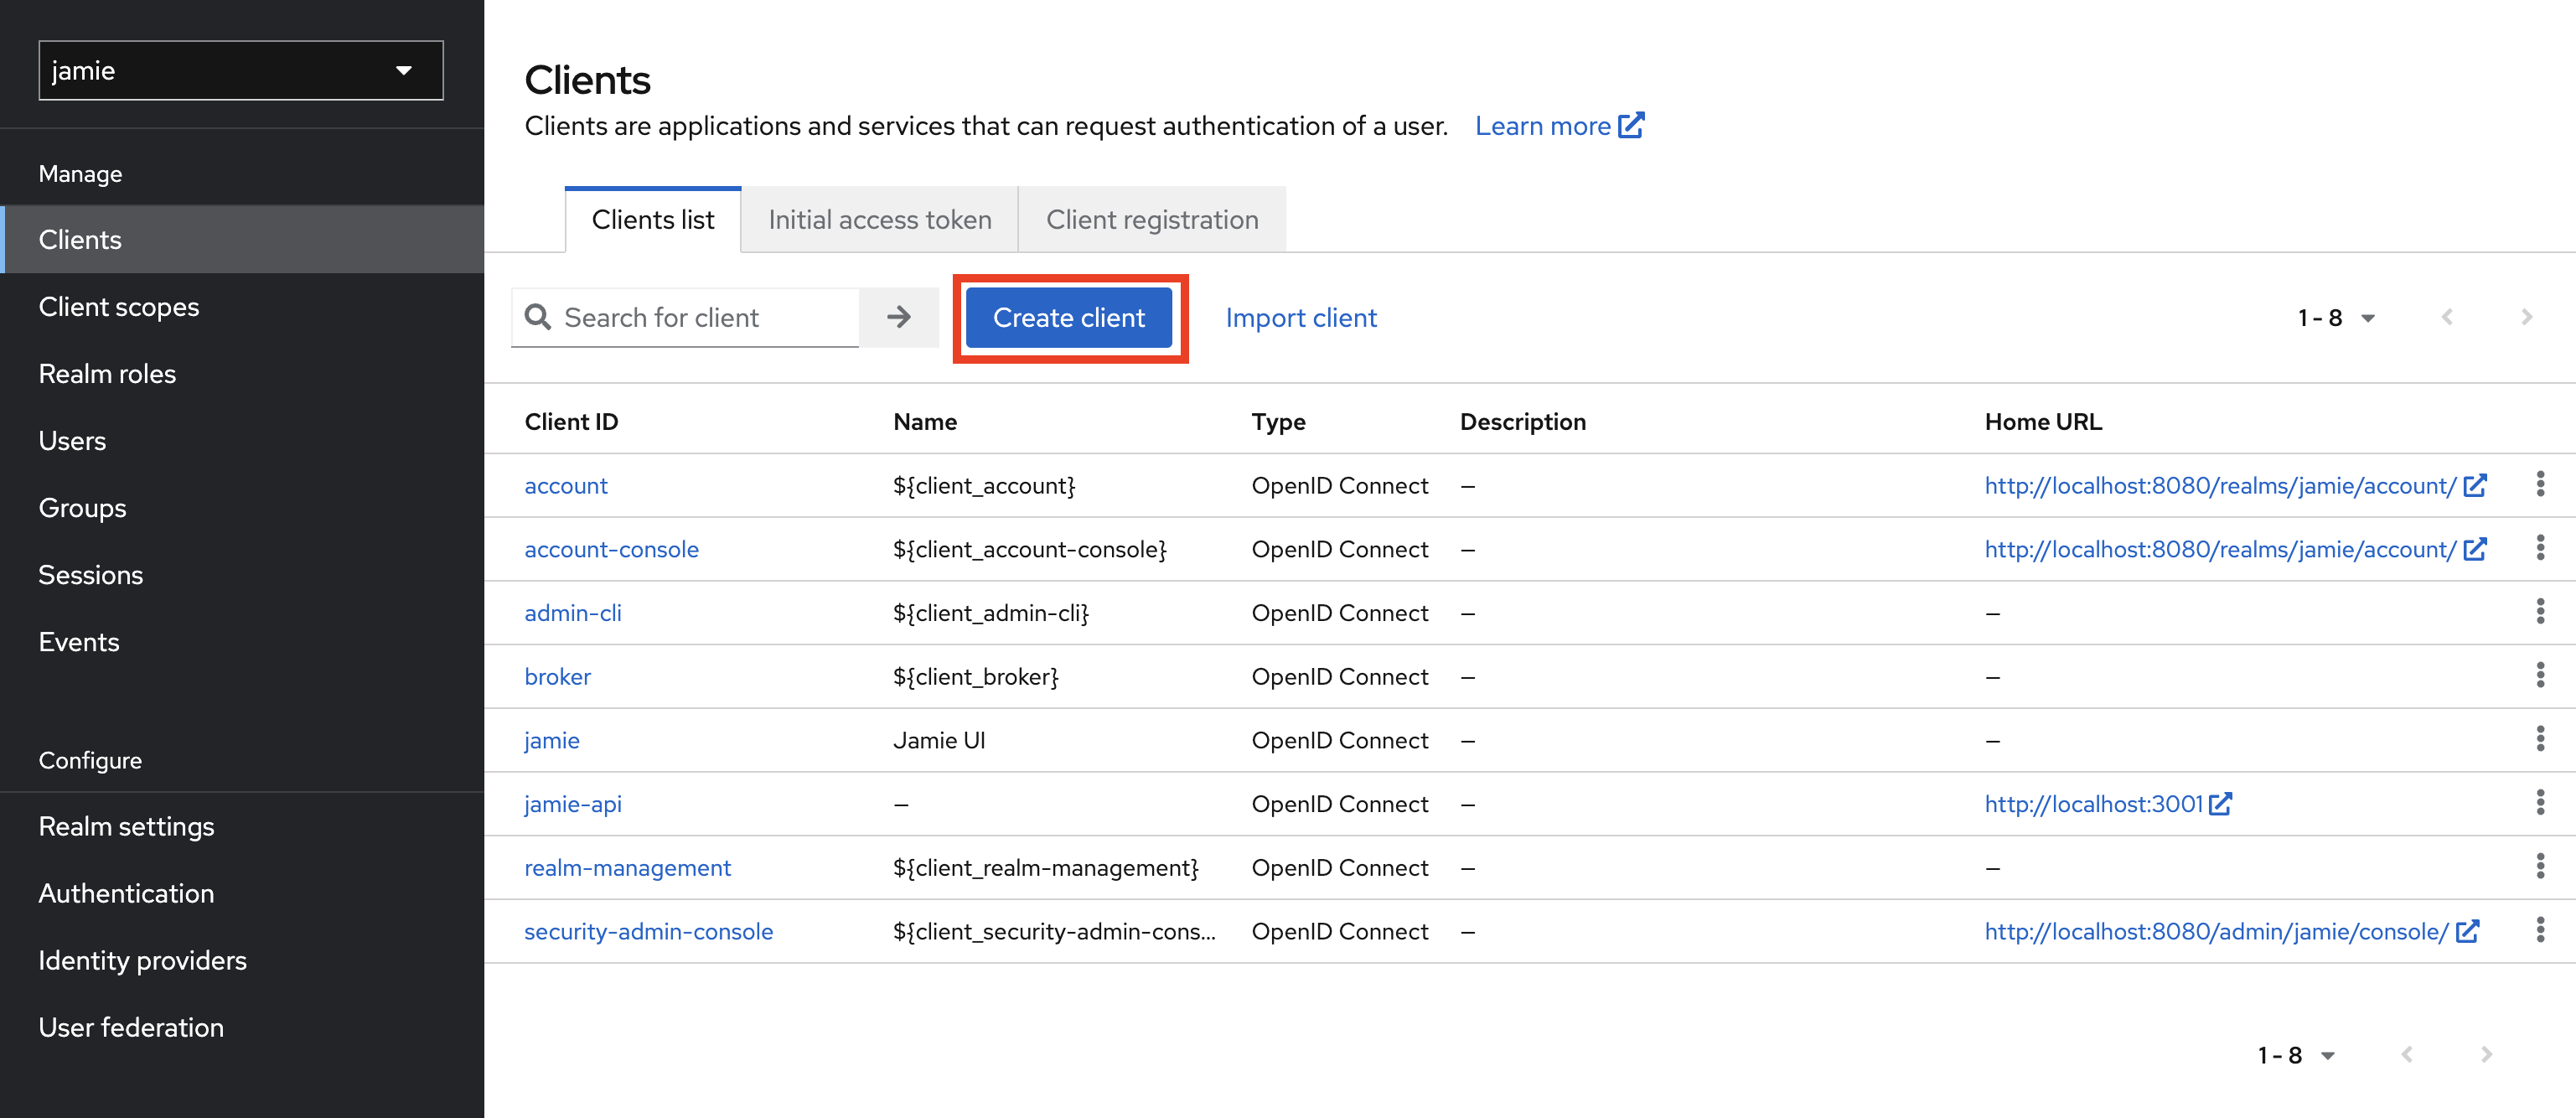 jamie
Manage
Clients
Client scopes
Realm roles
Users
Groups
Sessions
Events
Configure
Realm settings
Authentication
Identity providers
User federation
Clients
Clients are applications and services that can request authentication of a user. Learn more
Clients list Initial access token Client registration
Search for client Create client Import client 1 - 8
Client ID Name Type Description Home URL
account ${client_account} OpenID Connect – http://localhost:8080/realms/jamie/account/
account-console ${client_account-console} OpenID Connect – http://localhost:8080/realms/jamie/account/
admin-cli ${client_admin-cli} OpenID Connect – –
broker ${client_broker} OpenID Connect – –
jamie Jamie UI OpenID Connect – –
jamie-api – OpenID Connect – http://localhost:3001
realm-management ${client_realm-management} OpenID Connect – –
security-admin-console ${client_security-admin-cons... OpenID Connect – http://localhost:8080/admin/jamie/console/
1 - 8